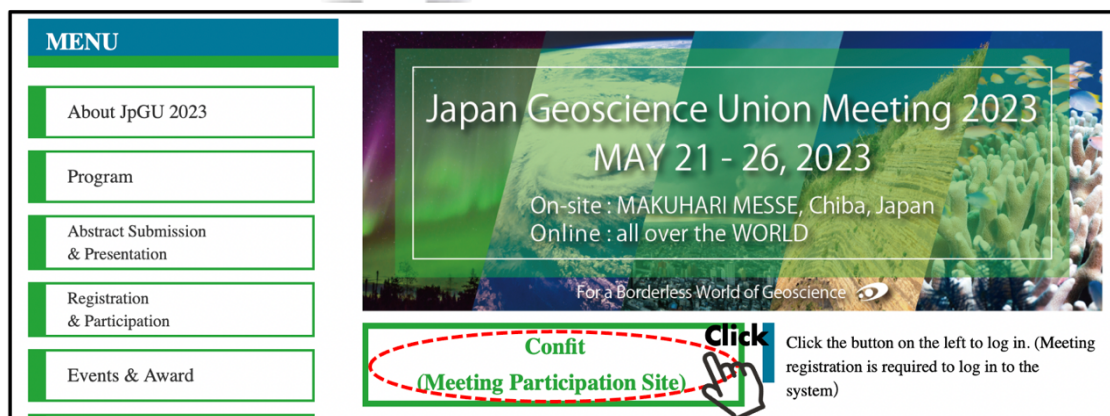 MENU
About JpGU 2023
Program
Abstract Submission
& Presentation
Registration
& Participation
Events & Award
Japan Geoscience Union Meeting 2023
MAY 21 - 26, 2023
On-site : MAKUHARI MESSE, Chiba, Japan
Online : all over the WORLD
For a Borderless World of Geoscience
Confit
(Meeting Participation Site)
Click
Click the button on the left to log in. (Meeting
registration is required to log in to the
system)